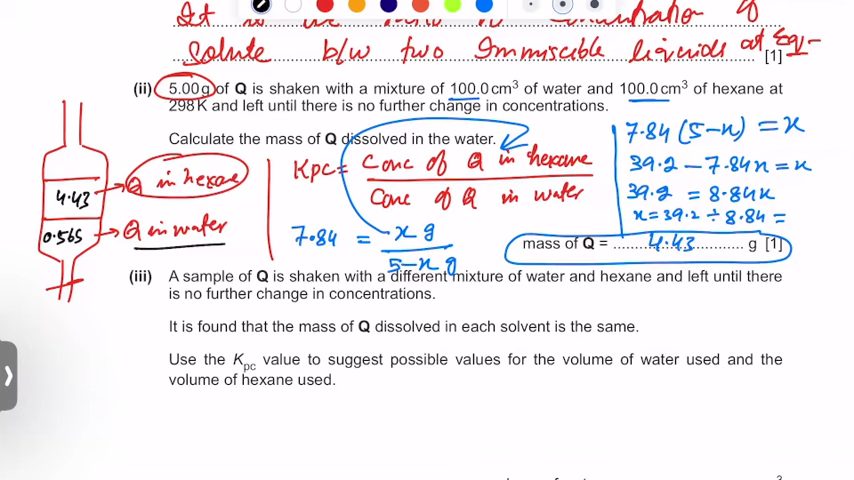 It is the ratio of concentration of
Solute b/w two Immiscible liquids at Eq- [1]
(ii) 5.00 g of Q is shaken with a mixture of 100.0 cm³ of water and 100.0 cm³ of hexane at
298 K and left until there is no further change in concentrations.
Calculate the mass of Q dissolved in the water.
Kpc = Conc of Q in hexane
Conc of Q in water
7.84 = x g
5-x g
4.43 → Q in hexane
0.565 → Q in water
7.84 (5-x) = x
39.2 - 7.84x = x
39.2 = 8.84x
x = 39.2 ÷ 8.84 =
mass of Q = ........ 4.43 ............ g [1]
(iii) A sample of Q is shaken with a different mixture of water and hexane and left until there
is no further change in concentrations.
It is found that the mass of Q dissolved in each solvent is the same.
Use the Kpc value to suggest possible values for the volume of water used and the
volume of hexane used.